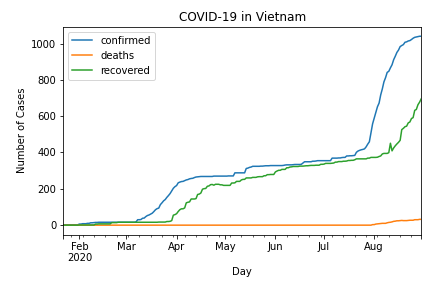 COVID-19 in Vietnam
confirmed
deaths
recovered
Number of Cases
1000
800
600
400
200
0
Feb Mar Apr May Jun Jul Aug
2020
Day